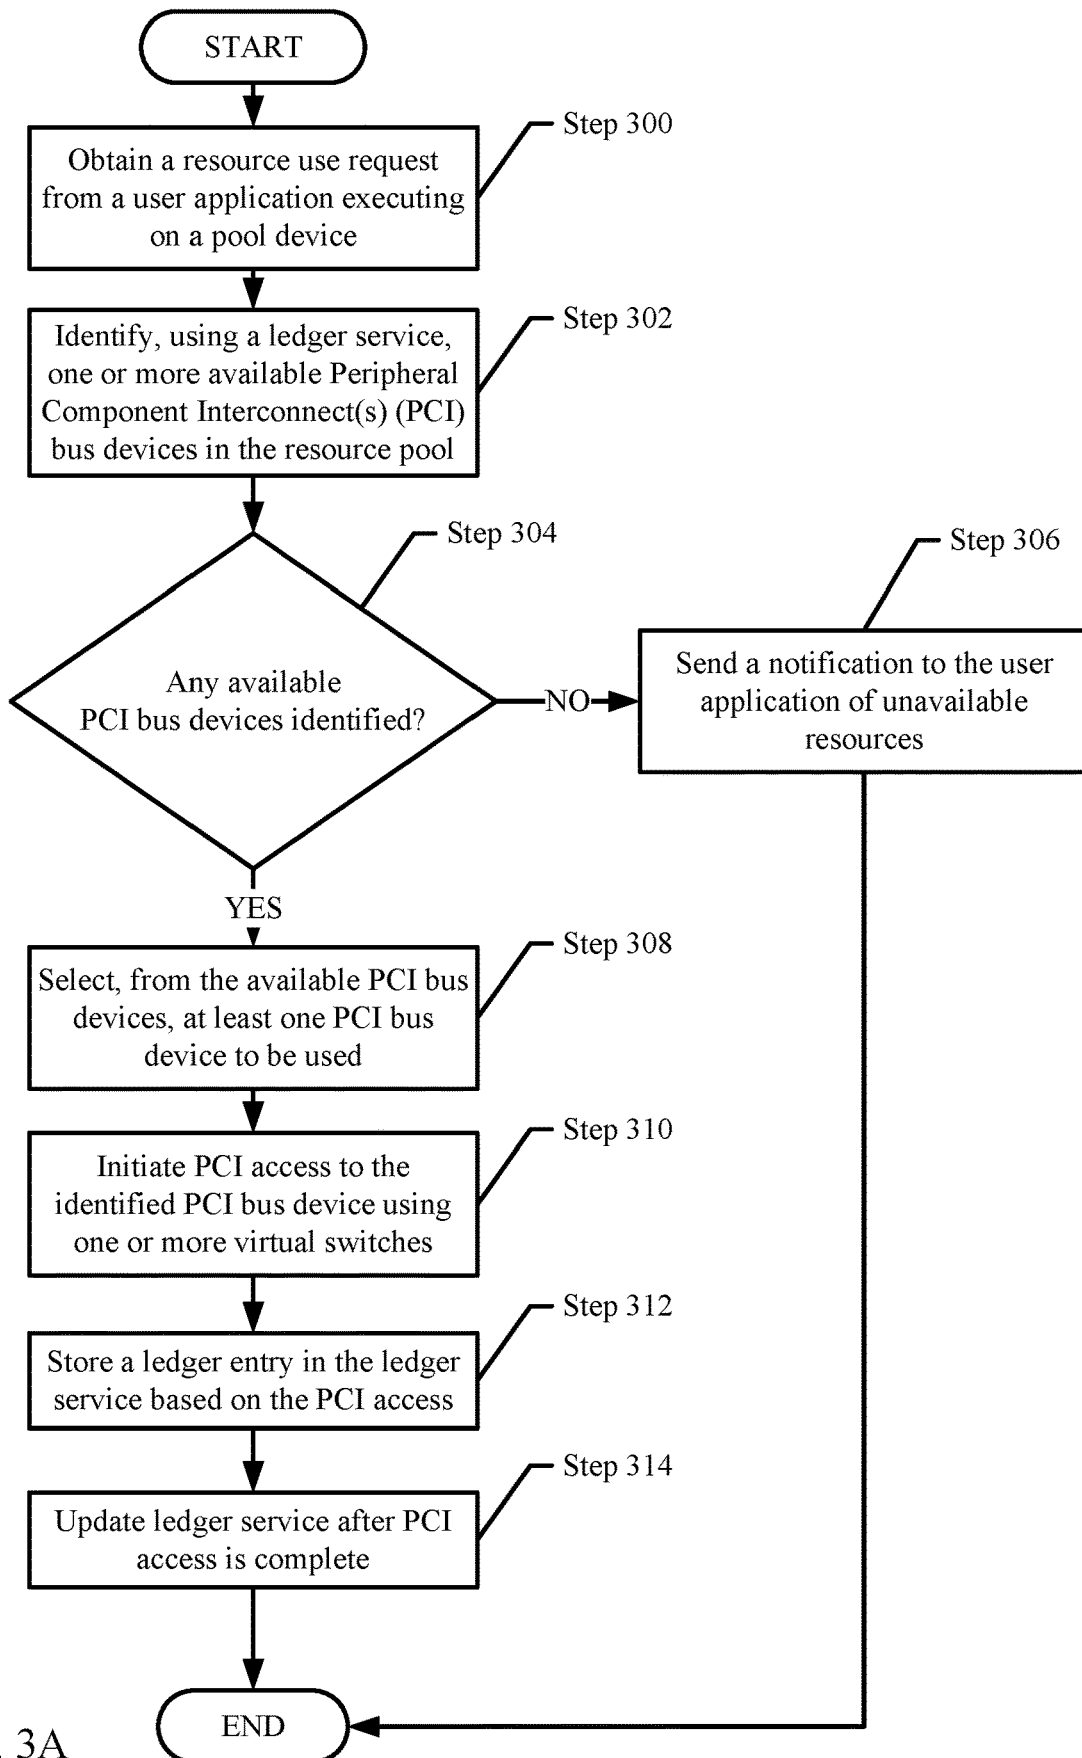 START
Step 300
Obtain a resource use request
from a user application executing
on a pool device
Step 302
Identify, using a ledger service,
one or more available Peripheral
Component Interconnect(s) (PCI)
bus devices in the resource pool
Step 304
Any available
PCI bus devices identified?
NO
Step 306
Send a notification to the user
application of unavailable
resources
YES
Step 308
Select, from the available PCI bus
devices, at least one PCI bus
device to be used
Step 310
Initiate PCI access to the
identified PCI bus device using
one or more virtual switches
Step 312
Store a ledger entry in the ledger
service based on the PCI access
Step 314
Update ledger service after PCI
access is complete
END
3A